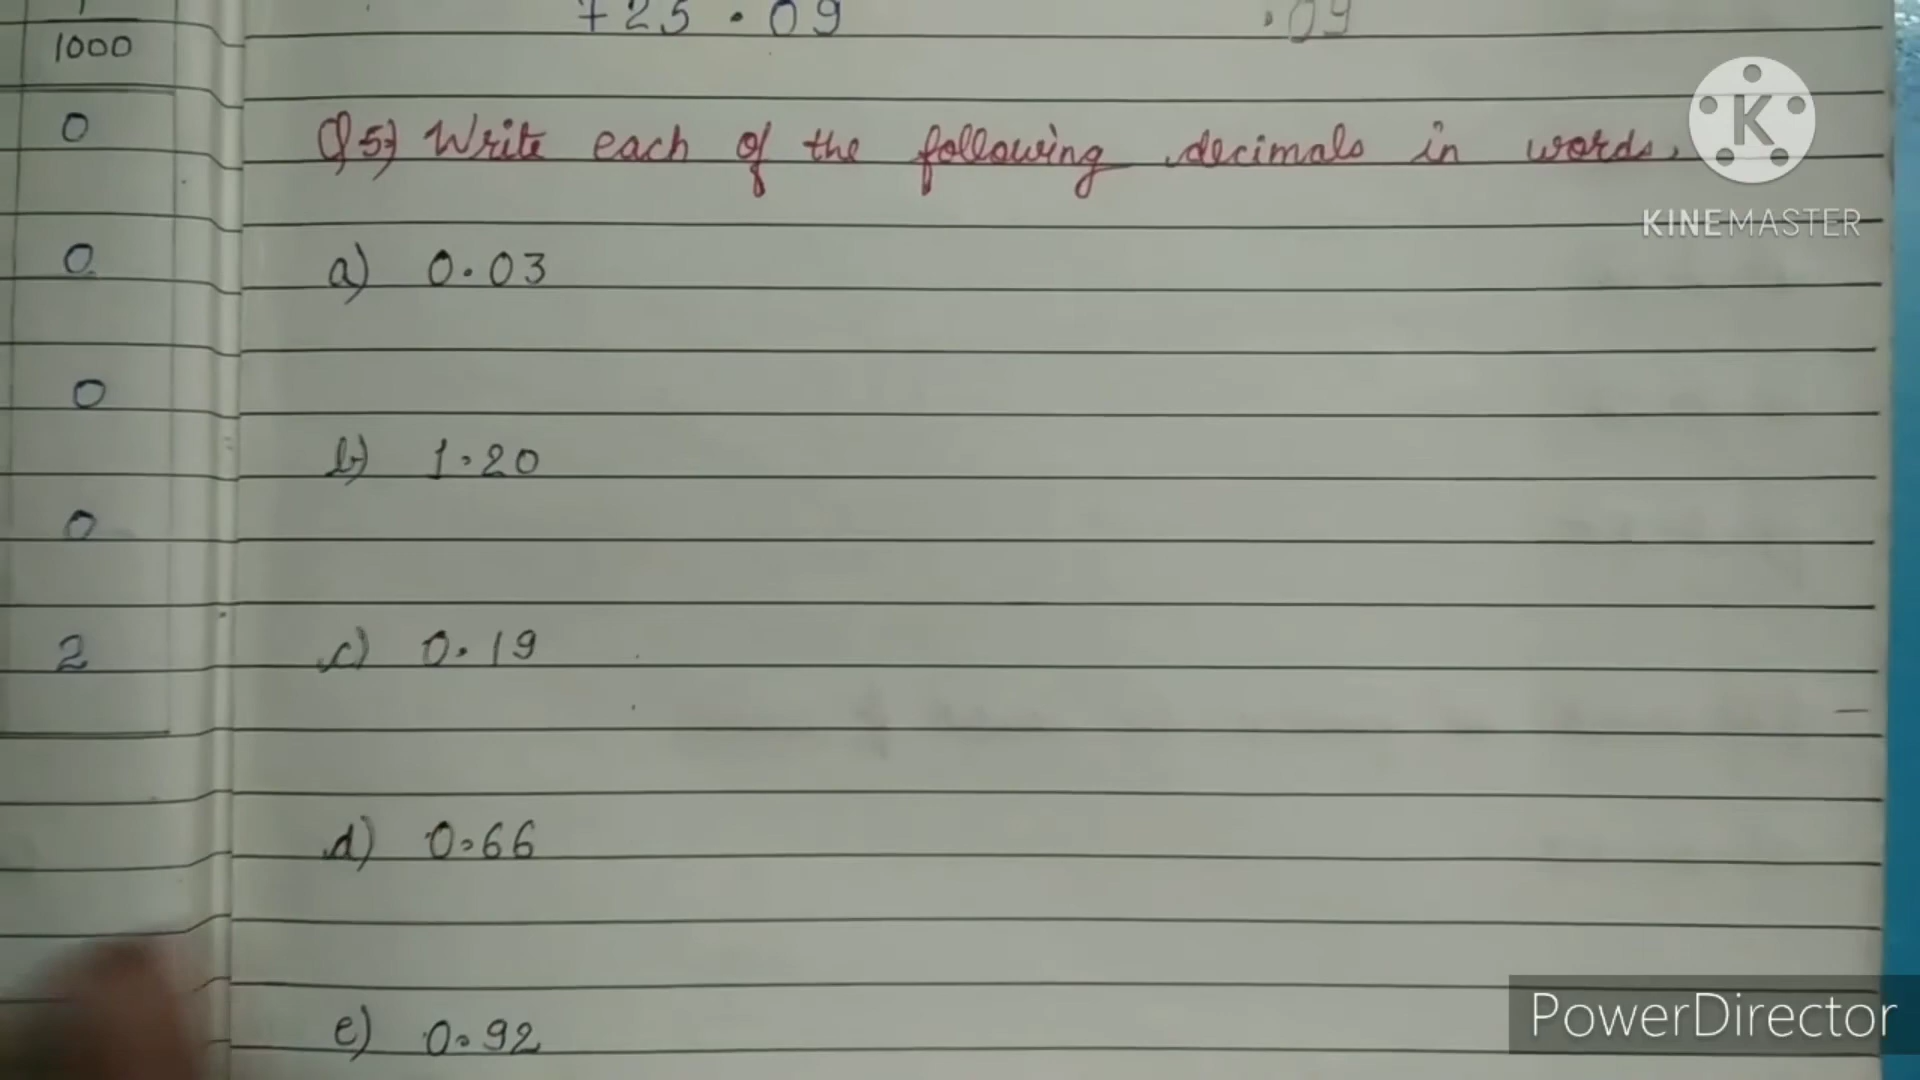 1000
0
0
0
0
2
725.09
.09
Q5) Write each of the following decimals in words.
a) 0.03
b) 1.20
c) 0.19
d) 0.66
e) 0.92
K
KINEMASTER
PowerDirector